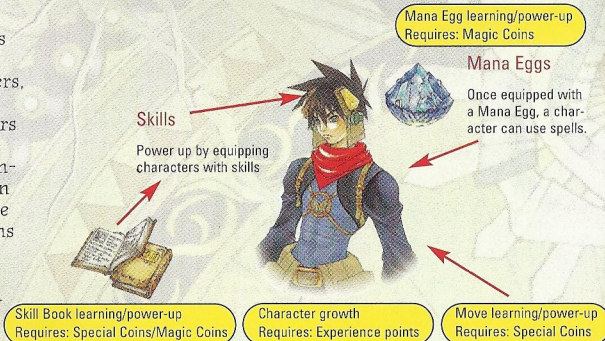 Mana Egg learning/power-up
Requires: Magic Coins
Mana Eggs
Once equipped with
a Mana Egg, a char-
acter can use spells.
Skills
Power up by equipping
characters with skills
Skill Book learning/power-up
Requires: Special Coins/Magic Coins
Character growth
Requires: Experience points
Move learning/power-up
Requires: Special Coins